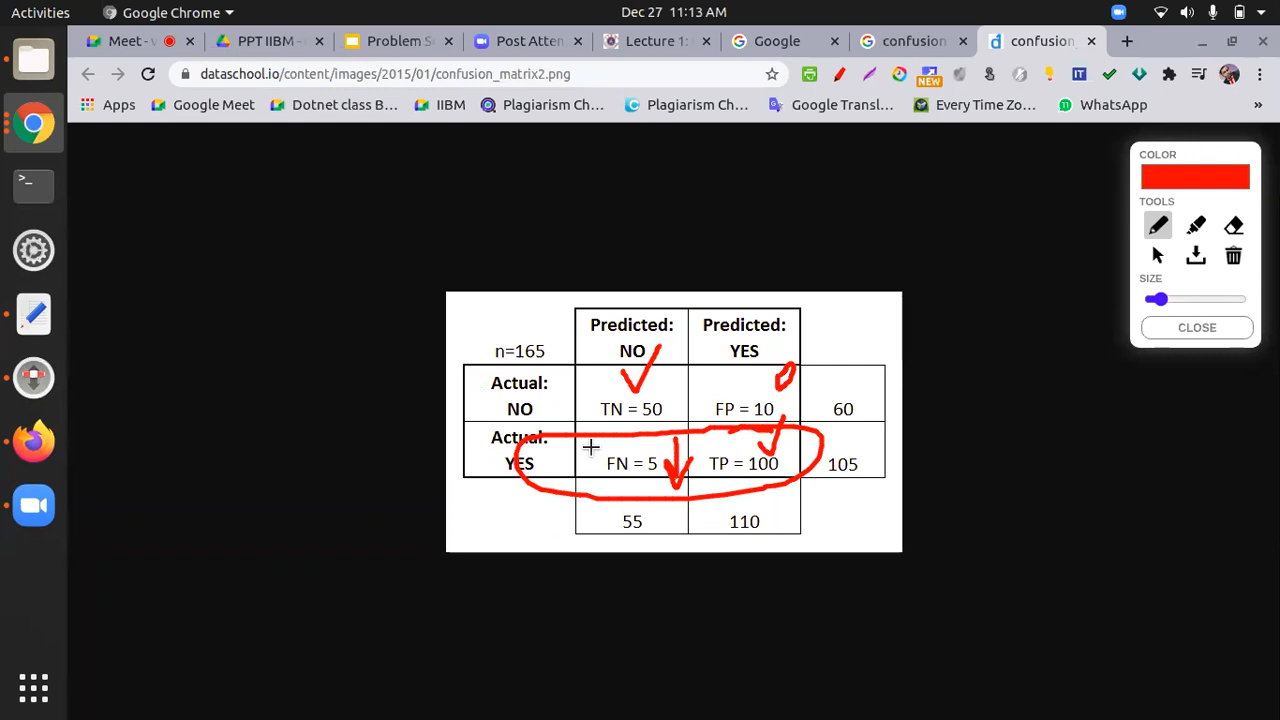 Activities
Google Chrome
Dec 27 11:13 AM
Meet - 
PPT IIBM -
Problem S
Post Atten
Lecture 1:
Google
confusion
confusion_
dataschool.io/content/images/2015/01/confusion_matrix2.png
NEW
Apps
Google Meet
Dotnet class B...
IIBM
Plagiarism Ch...
Plagiarism Ch...
Google Transl...
Every Time Zo...
WhatsApp
»
COLOR
TOOLS
SIZE
CLOSE
n=165
Predicted:
NO
Predicted:
YES
Actual:
NO
TN = 50
FP = 10
60
Actual:
YES
FN = 5
TP = 100
105
55
110